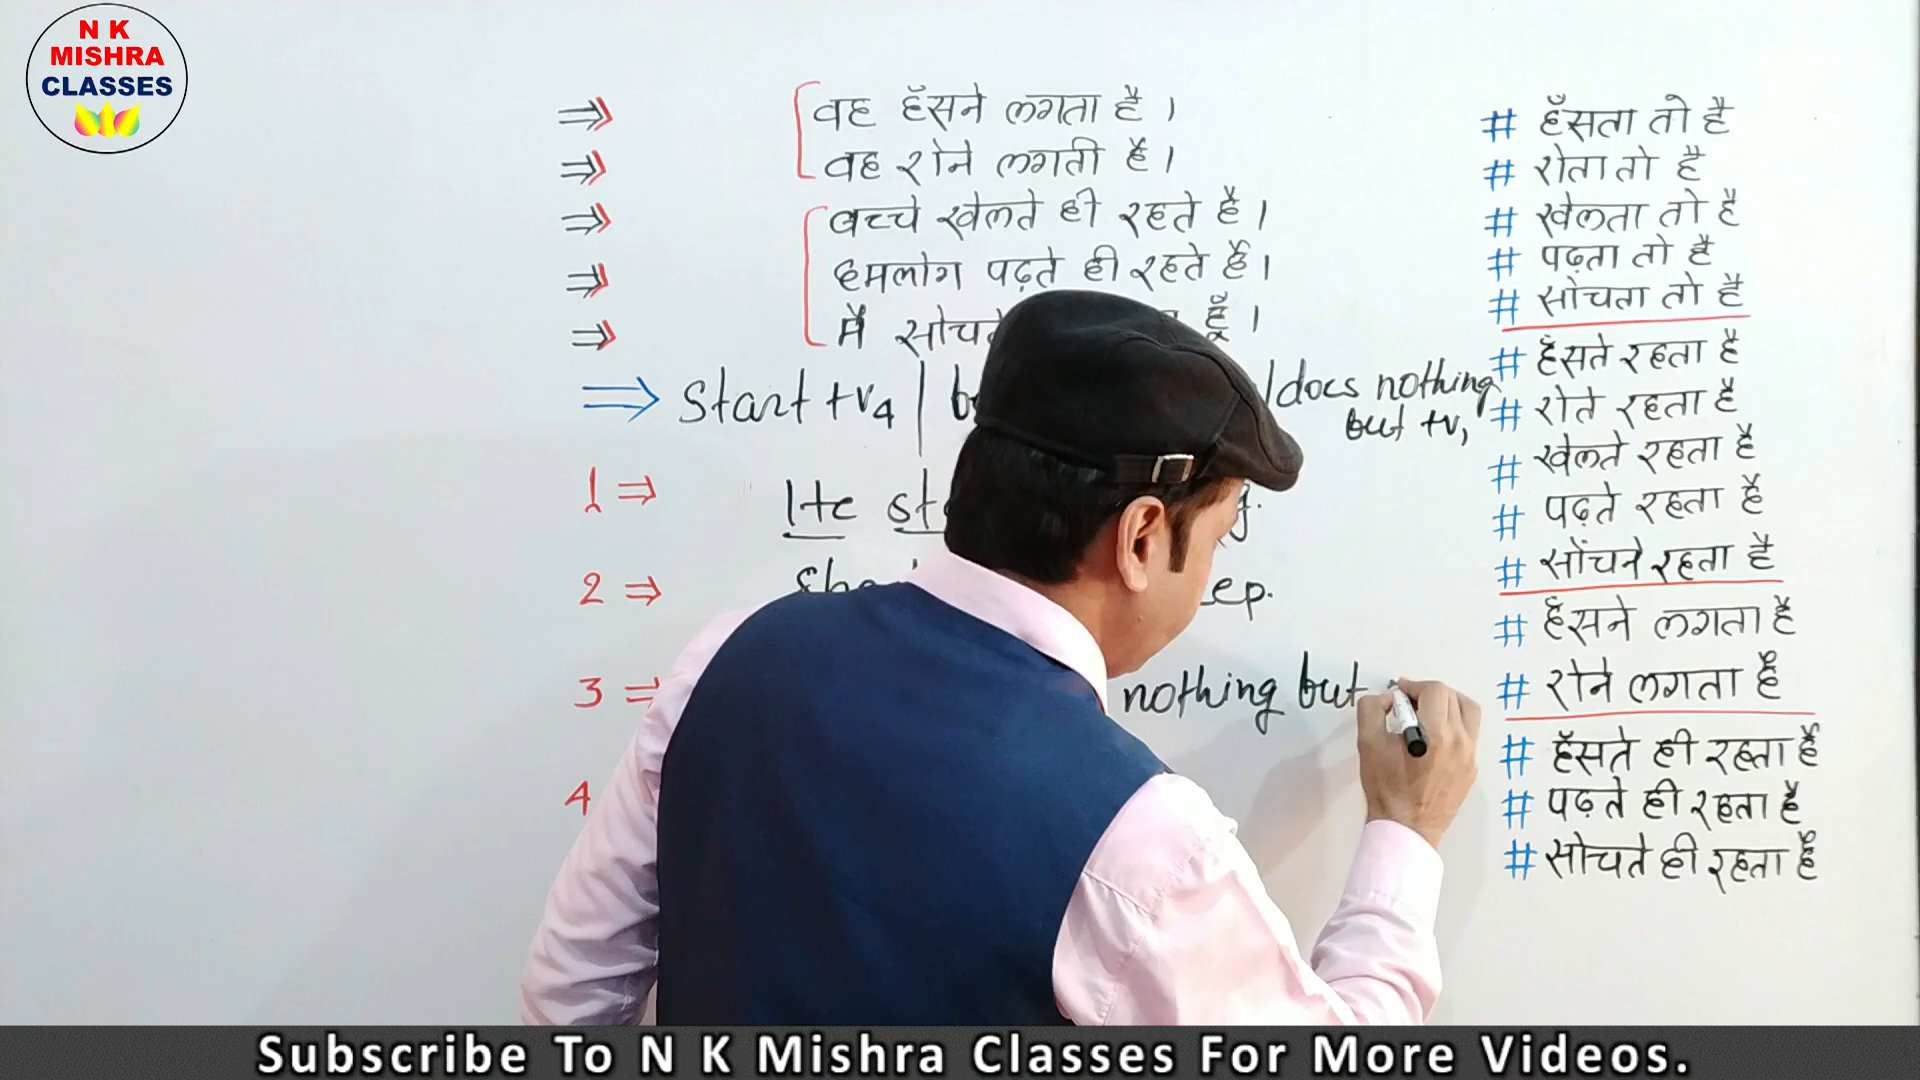 N K
MISHRA
CLASSES
⇒ वह हँसने लगता है ।
⇒ वह रोने लगती है ।
⇒ बच्चे खेलते ही रहते हैं ।
⇒ हमलोग पढ़ते ही रहते हैं ।
⇒ मैं हूँ ।
⇒ start +v4 | / does nothing
but +v1
1 ⇒ He
2 ⇒
3 ⇒ nothing but
4
# हँसता तो है
# रोता तो है
# खेलता तो है
# पढ़ता तो है
# सोंचता तो है
# हँसते रहता है
# रोते रहता है
# खेलते रहता है
# पढ़ते रहता है
# सोंचते रहता है
# हँसने लगता है
# रोने लगता है
# हँसते ही रहता है
# पढ़ते ही रहता है
# सोचते ही रहता है
Subscribe To N K Mishra Classes For More Videos.